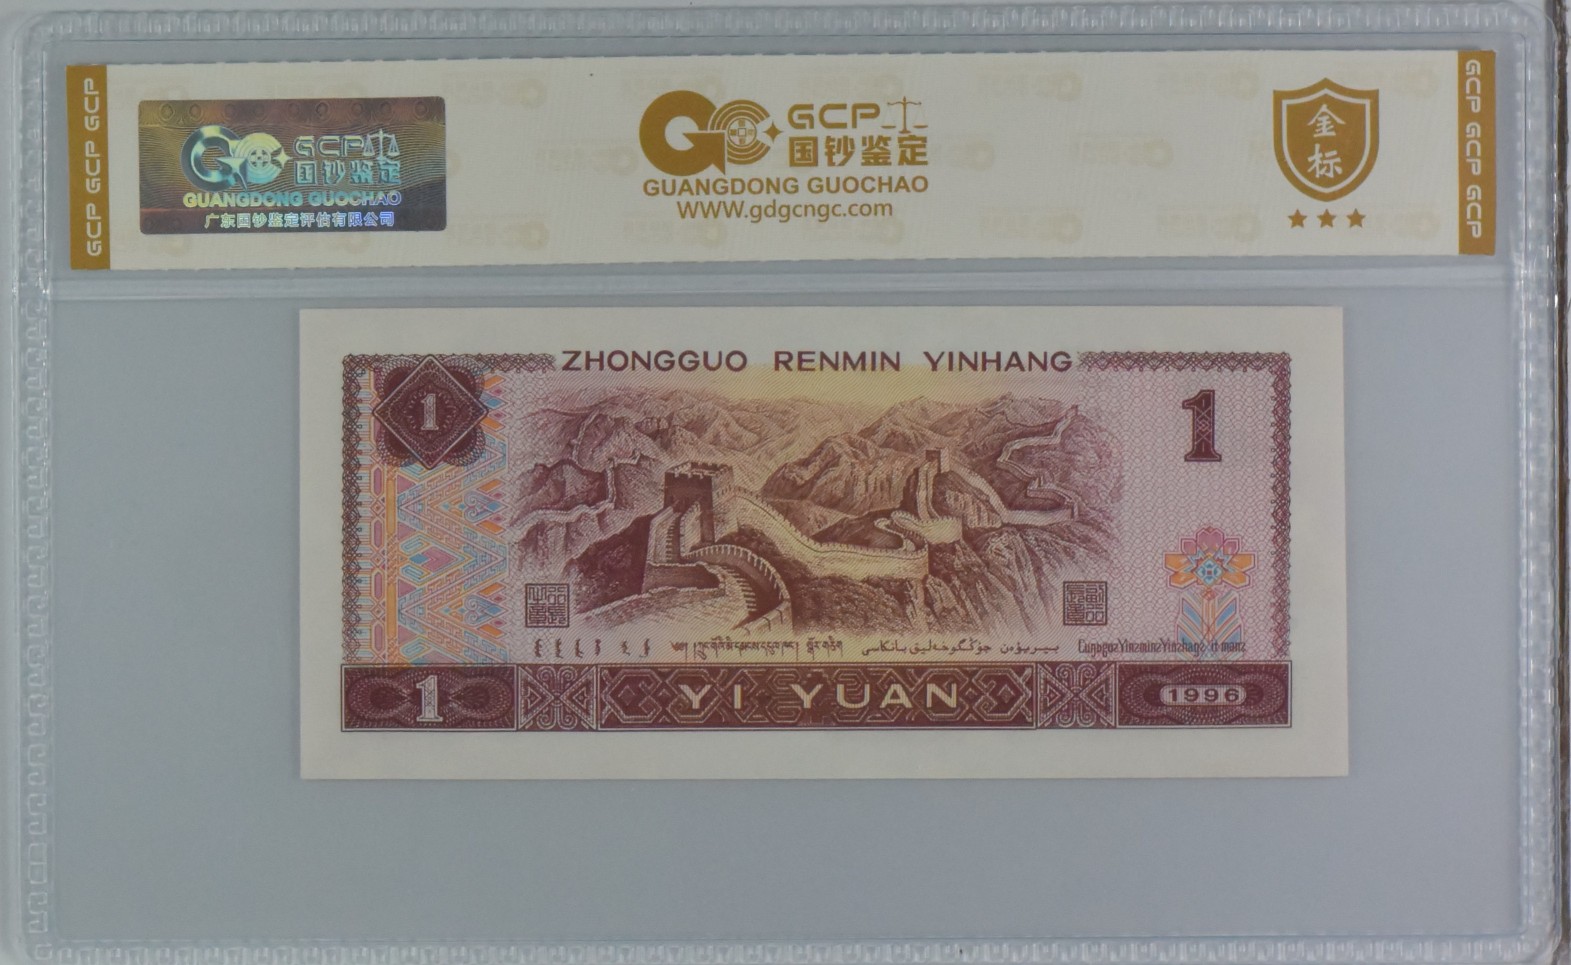 GCP GCP GCP
GCP
国钞鉴定
GUANGDONG GUOCHAO
广东国钞鉴定评估有限公司
GCP
国钞鉴定
GUANGDONG GUOCHAO
WWW.gdgcngc.com
金标
GCP GCP GCP
ZHONGGUO RENMIN YINHANG
1
1
1
YI YUAN
1996